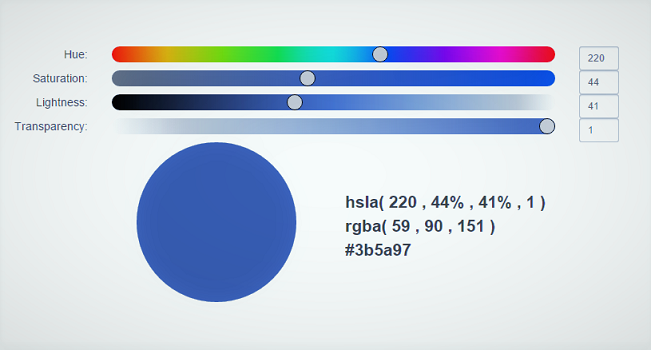 Hue: 220
Saturation: 44
Lightness: 41
Transparency: 1
hsla( 220 , 44% , 41% , 1 )
rgba( 59 , 90 , 151 )
#3b5a97